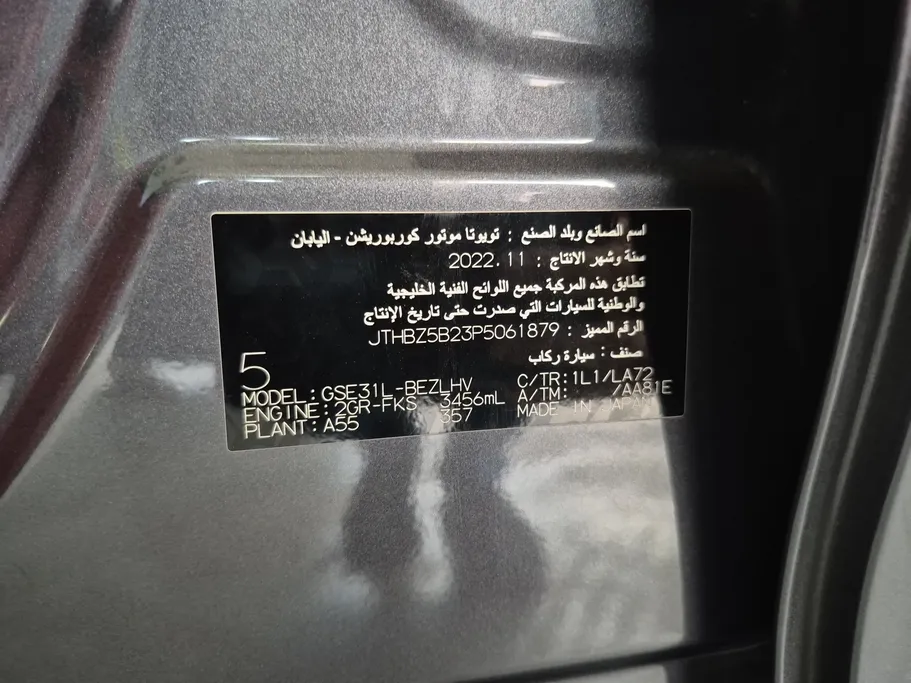 اسم الصانع وبلد الصنع : تويوتا موتور كوربوريشن - اليابان
سنة وشهر الانتاج : 2022.11
تطابق هذه المركبة جميع اللوائح الفنية الخليجية
والوطنية للسيارات التي صدرت حتى تاريخ الإنتاج
الرقم المميز : JTHBZ5B23P5061879
صنف : سيارة ركاب
5
MODEL:GSE31L-BEZLHV C/TR:1L1/LA72
ENGINE:2GR-FKS 3456mL A/TM: /AA81E
PLANT:A55 357 MADE IN JAPAN